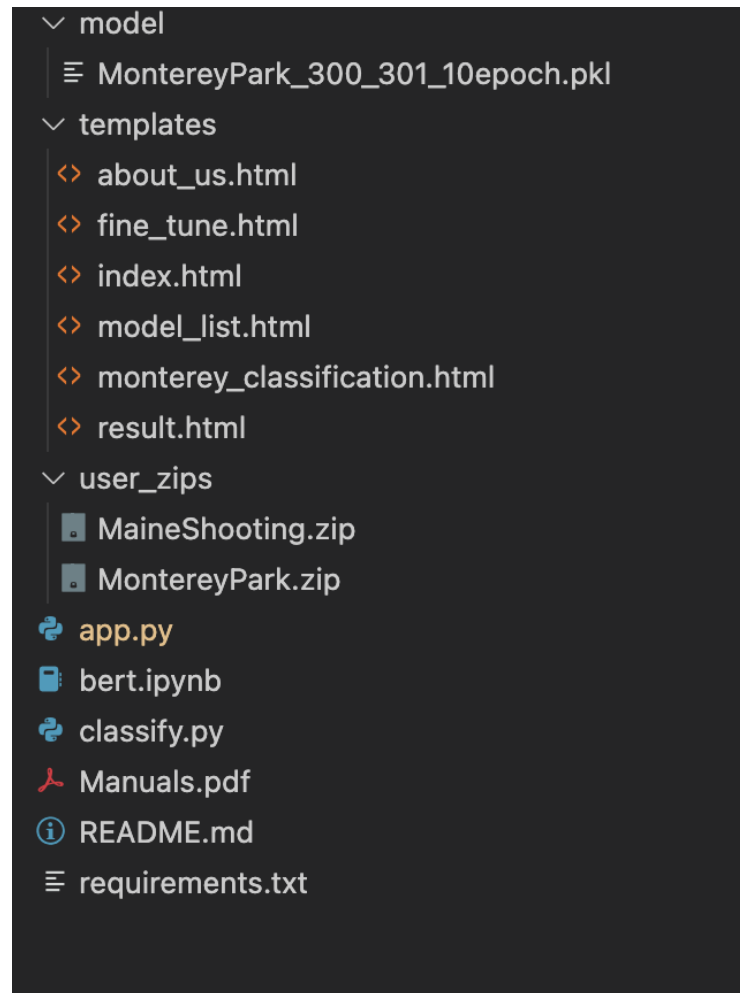 model
MontereyPark_300_301_10epoch.pkl
templates
about_us.html
fine_tune.html
index.html
model_list.html
monterey_classification.html
result.html
user_zips
MaineShooting.zip
MontereyPark.zip
app.py
bert.ipynb
classify.py
Manuals.pdf
README.md
requirements.txt